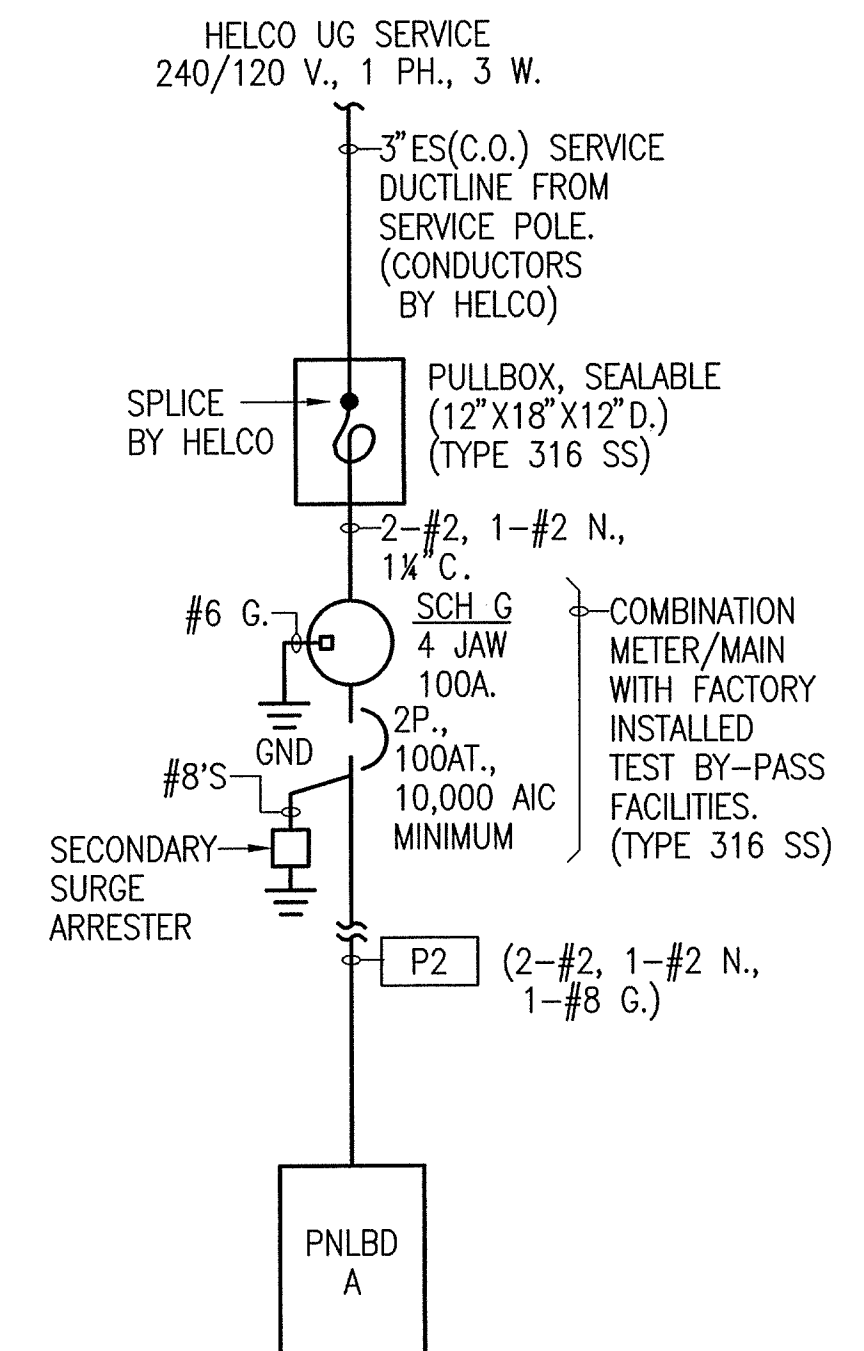 HELCO UG SERVICE
240/120 V., 1 PH., 3 W.
3"ES(C.O.) SERVICE
DUCTLINE FROM
SERVICE POLE.
(CONDUCTORS
BY HELCO)
SPLICE
BY HELCO
PULLBOX, SEALABLE
(12"X18"X12"D.)
(TYPE 316 SS)
2-#2, 1-#2 N.,
1¼"C.
#6 G.
SCH G
4 JAW
100A.
GND
2P.,
100AT.,
10,000 AIC
MINIMUM
COMBINATION
METER/MAIN
WITH FACTORY
INSTALLED
TEST BY-PASS
FACILITIES.
(TYPE 316 SS)
#8'S
SECONDARY
SURGE
ARRESTER
P2
(2-#2, 1-#2 N.,
1-#8 G.)
PNLBD
A